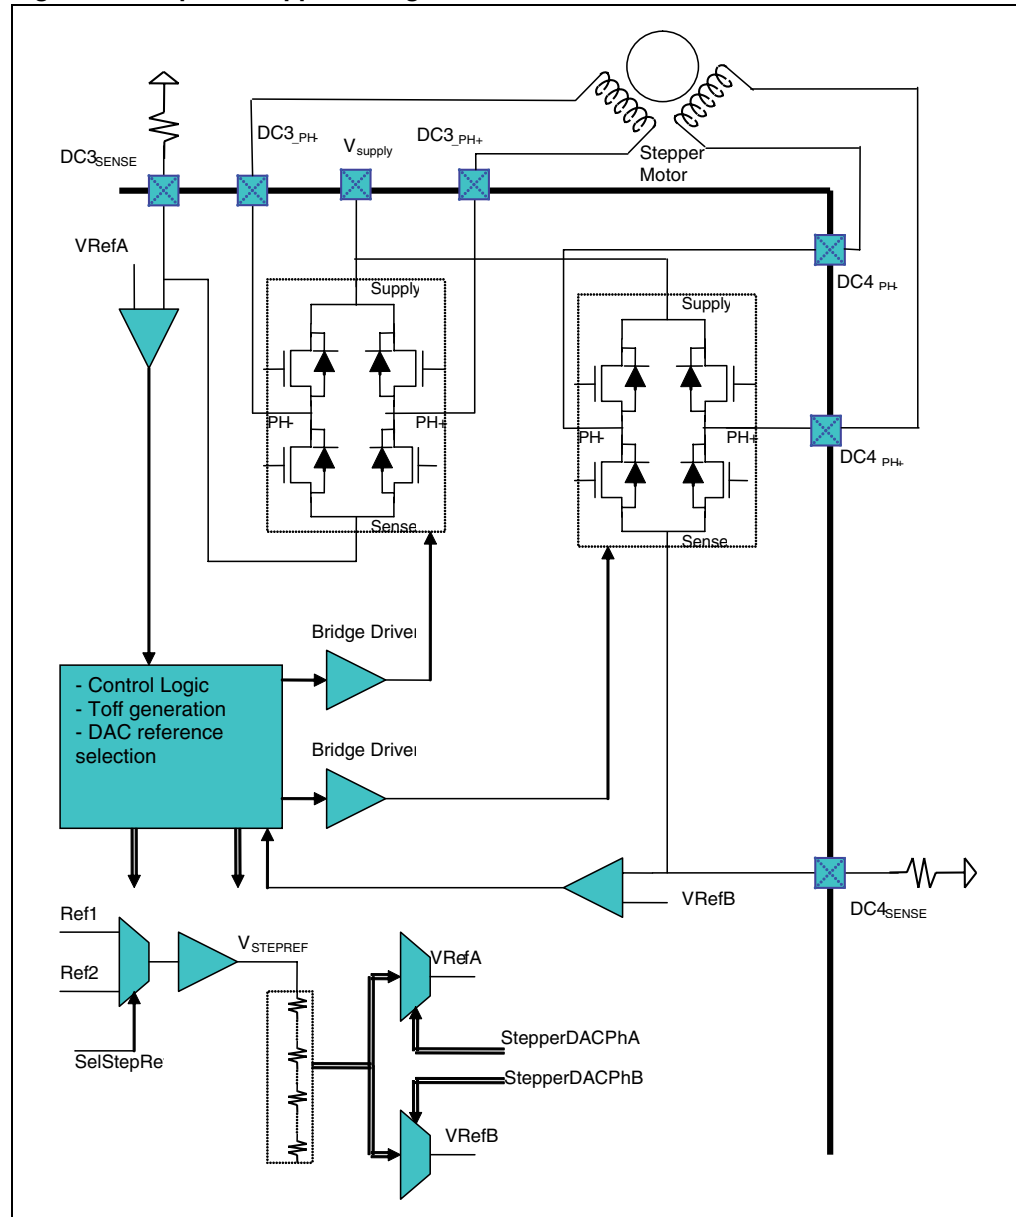 DC3_PH-
V supply
DC3_PH+
Stepper
Motor
DC3SENSE
VRefA
DC4 PH-
Supply
Supply
PH-
PH+
PH-
PH+
DC4 PH+
Sense
Sense
Bridge Driver
- Control Logic
- Toff generation
- DAC reference
selection
Bridge Driver
VRefB
DC4SENSE
Ref1
VSTEPREF
VRefA
Ref2
StepperDACPhA
SelStepRe
StepperDACPhB
VRefB